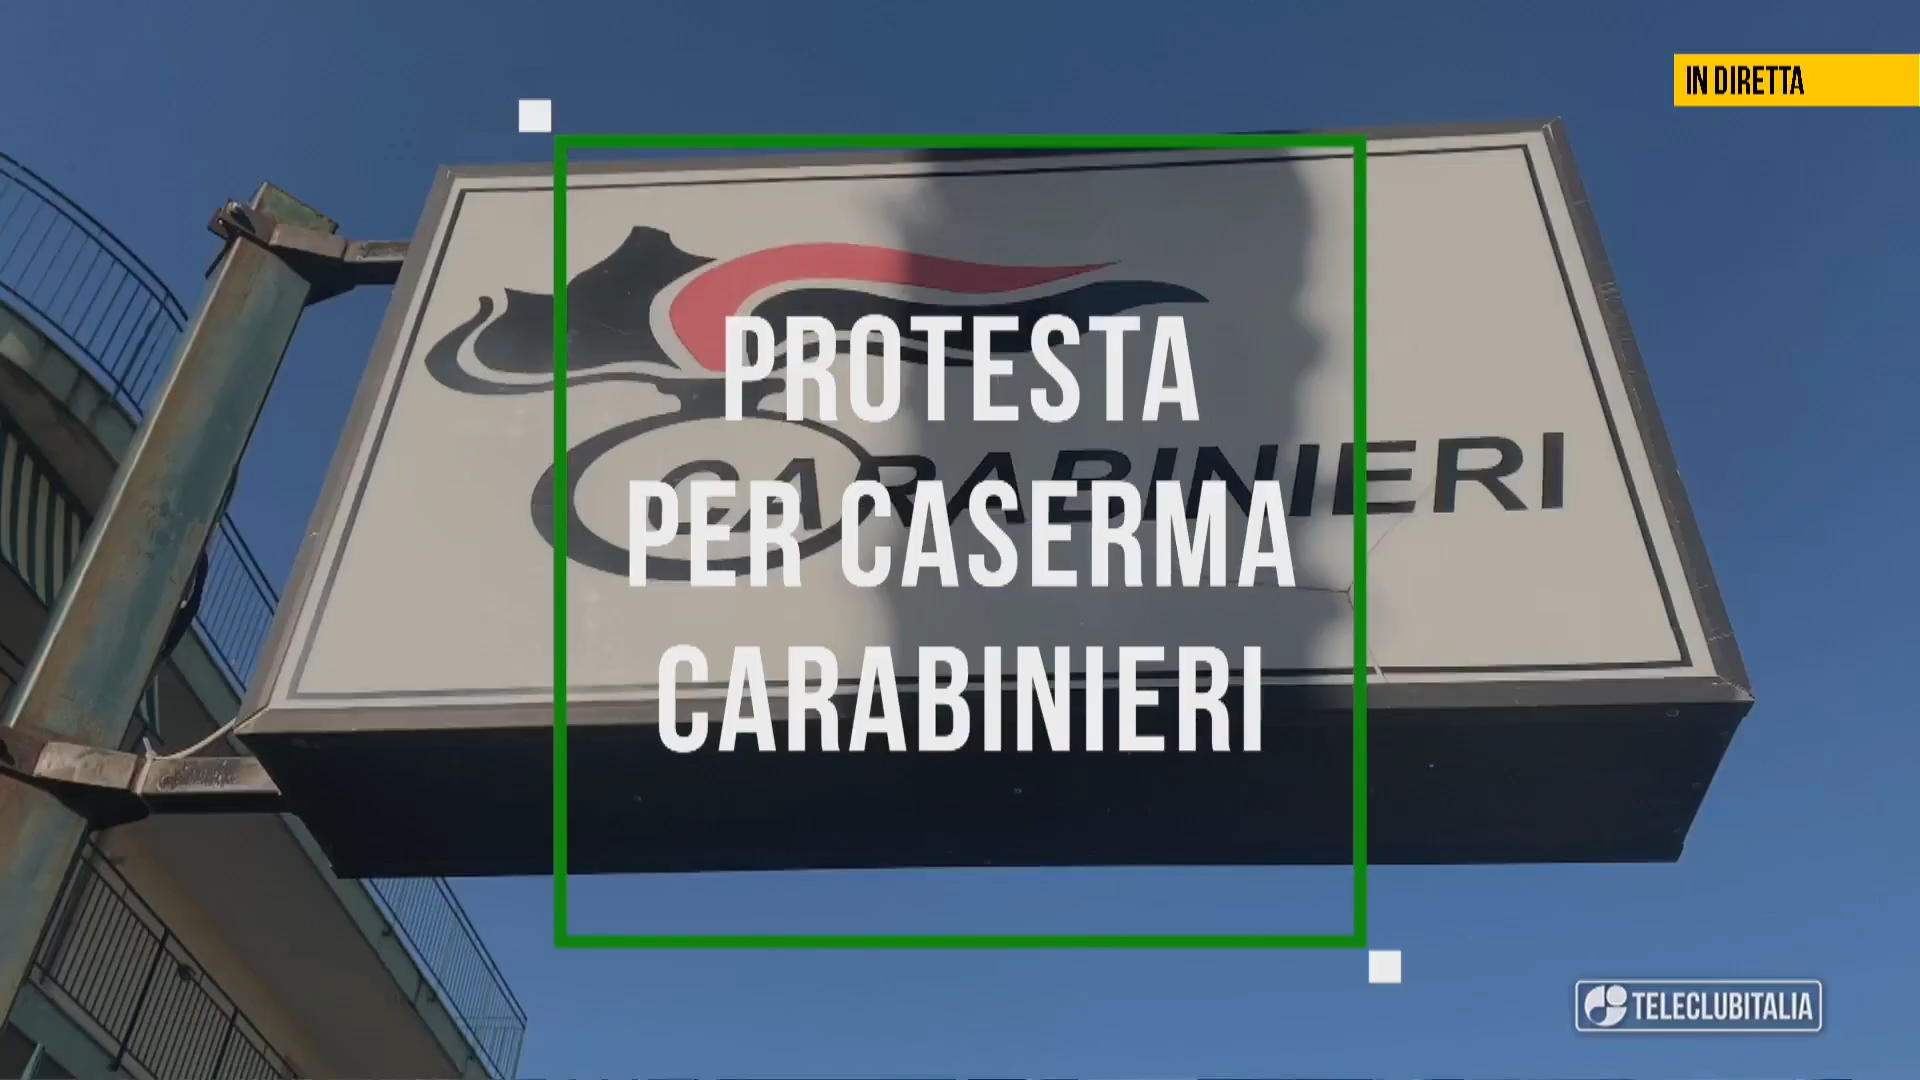 IN DIRETTA
PROTESTA
CARABINIERI
PER CASERMA
CARABINIERI
TELECLUBITALIA